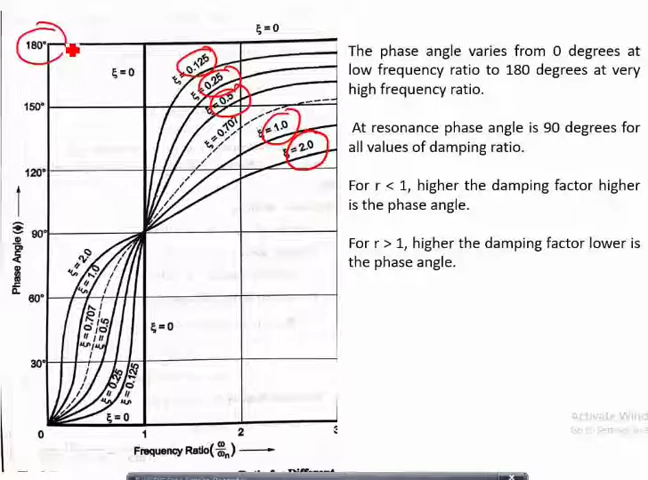 ξ = 0
180°
ξ = 0
ξ = 0.125
ξ = 0.25
ξ = 0.5
150°
ξ = 0.707
ξ = 1.0
ξ = 2.0
120°
90°
Phase Angle (ϕ)
ξ = 2.0
ξ = 1.0
60°
ξ = 0.707
ξ = 0.5
ξ = 0
30°
ξ = 0.25
ξ = 0.125
ξ = 0
0
1
2
3
Frequency Ratio(ω/ωn)
The phase angle varies from 0 degrees at
low frequency ratio to 180 degrees at very
high frequency ratio.
At resonance phase angle is 90 degrees for
all values of damping ratio.
For r < 1, higher the damping factor higher
is the phase angle.
For r > 1, higher the damping factor lower is
the phase angle.
Activate Wind